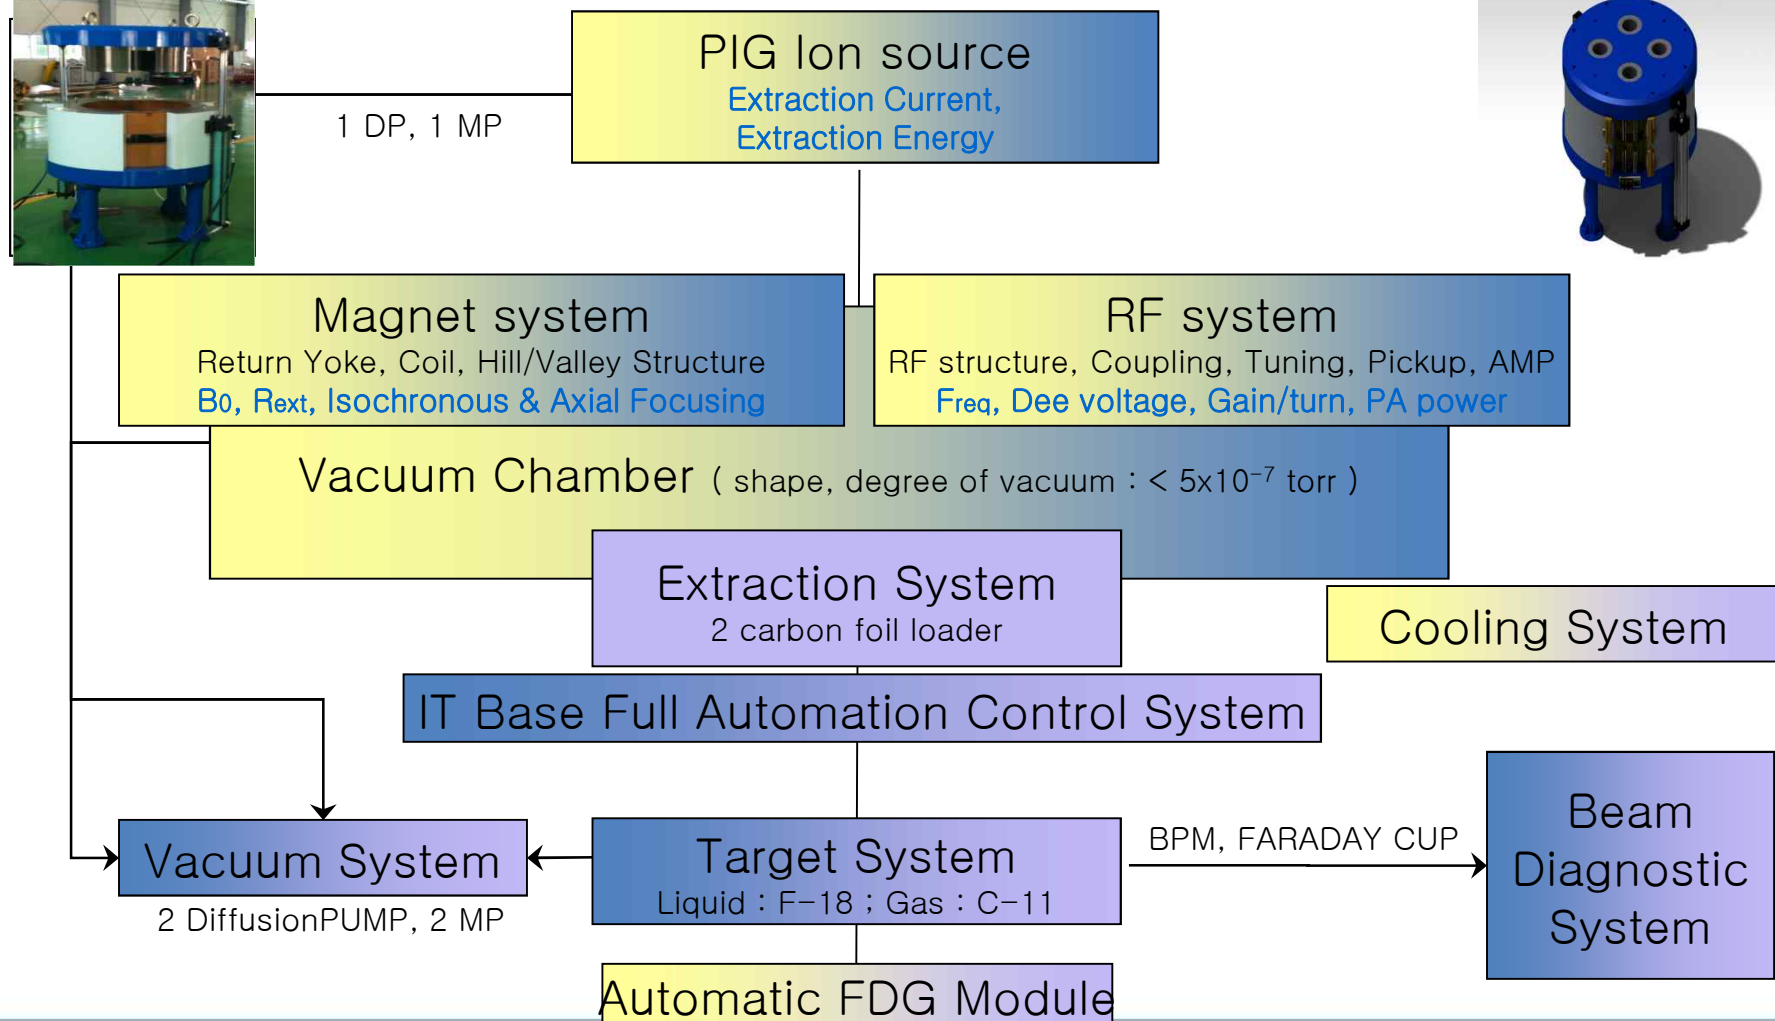 PIG Ion source
Extraction Current,
Extraction Energy
1 DP, 1 MP
Magnet system
Return Yoke, Coil, Hill/Valley Structure
B0, Rext, Isochronous & Axial Focusing
RF system
RF structure, Coupling, Tuning, Pickup, AMP
Freq, Dee voltage, Gain/turn, PA power
Vacuum Chamber ( shape, degree of vacuum : < 5x10⁻⁷ torr )
Extraction System
2 carbon foil loader
Cooling System
IT Base Full Automation Control System
Vacuum System
2 DiffusionPUMP, 2 MP
Target System
Liquid : F-18 ; Gas : C-11
BPM, FARADAY CUP
Beam
Diagnostic
System
Automatic FDG Module